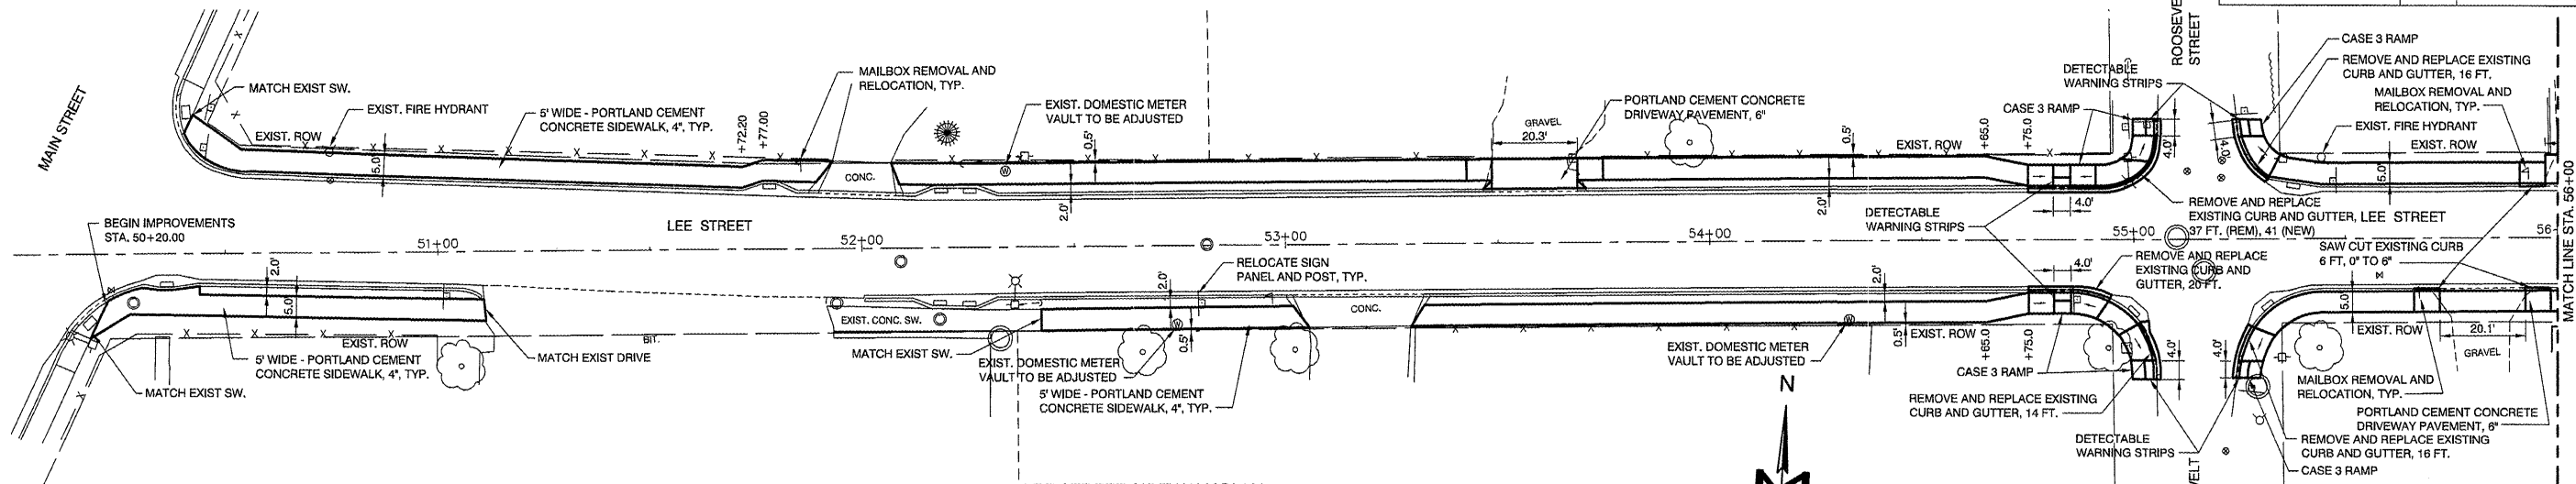 MAIN STREET
MATCH EXIST SW.
EXIST. FIRE HYDRANT
EXIST. ROW
5' WIDE - PORTLAND CEMENT
CONCRETE SIDEWALK, 4", TYP.
5.0'
+72.20
+77.00
MAILBOX REMOVAL AND
RELOCATION, TYP.
CONC.
EXIST. DOMESTIC METER
VAULT TO BE ADJUSTED
W
0.5'
2.0'
GRAVEL
20.3'
PORTLAND CEMENT CONCRETE
DRIVEWAY PAVEMENT, 6"
0.5'
2.0'
EXIST. ROW
+65.0
+75.0
CASE 3 RAMP
DETECTABLE
WARNING STRIPS
4.0'
4.0'
ROOSEVE
STREET
4.0'
CASE 3 RAMP
REMOVE AND REPLACE EXISTING
CURB AND GUTTER, 16 FT.
MAILBOX REMOVAL AND
RELOCATION, TYP.
EXIST. FIRE HYDRANT
EXIST. ROW
5.0'
REMOVE AND REPLACE
EXISTING CURB AND GUTTER,
37 FT. (REM), 41 (NEW)
LEE STREET
DETECTABLE
WARNING STRIPS
BEGIN IMPROVEMENTS
STA. 50+20.00
LEE STREET
51+00
52+00
53+00
54+00
55+00
56
MATCH LINE STA. 56+00
SAW CUT EXISTING CURB
6 FT, 0" TO 6"
REMOVE AND REPLACE
EXISTING CURB AND
GUTTER, 20 FT.
2.0'
5.0'
EXIST. ROW
5' WIDE - PORTLAND CEMENT
CONCRETE SIDEWALK, 4", TYP.
MATCH EXIST SW.
MATCH EXIST DRIVE
BIT.
EXIST. CONC. SW.
MATCH EXIST SW.
RELOCATE SIGN
PANEL AND POST, TYP.
2.0'
W
0.5'
EXIST. DOMESTIC METER
VAULT TO BE ADJUSTED
5' WIDE - PORTLAND CEMENT
CONCRETE SIDEWALK, 4", TYP.
CONC.
EXIST. DOMESTIC METER
VAULT TO BE ADJUSTED
W
2.0'
0.5'
EXIST. ROW
+65.0
+75.0
4.0'
CASE 3 RAMP
REMOVE AND REPLACE EXISTING
CURB AND GUTTER, 14 FT.
4.0'
4.0'
DETECTABLE
WARNING STRIPS
5.0'
EXIST. ROW
20.1'
GRAVEL
MAILBOX REMOVAL AND
RELOCATION, TYP.
PORTLAND CEMENT CONCRETE
DRIVEWAY PAVEMENT, 6"
REMOVE AND REPLACE EXISTING
CURB AND GUTTER, 16 FT.
CASE 3 RAMP
N
VELT